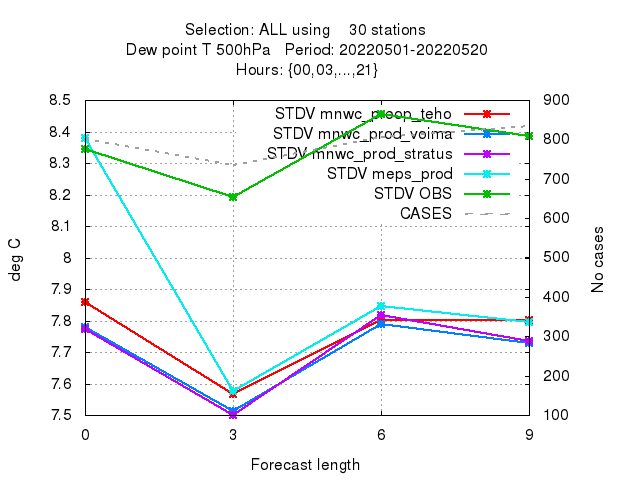 Selection: ALL using 30 stations
Dew point T 500hPa Period: 20220501-20220520
Hours: {00,03,...,21}
8.5
8.4
8.3
8.2
8.1
8
7.9
7.8
7.7
7.6
7.5
deg C
STDV mnwc_preop_teho
STDV mnwc_prod_voima
STDV mnwc_prod_stratus
STDV meps_prod
STDV OBS
CASES
900
800
700
600
500
400
300
200
100
No cases
0 3 6 9
Forecast length